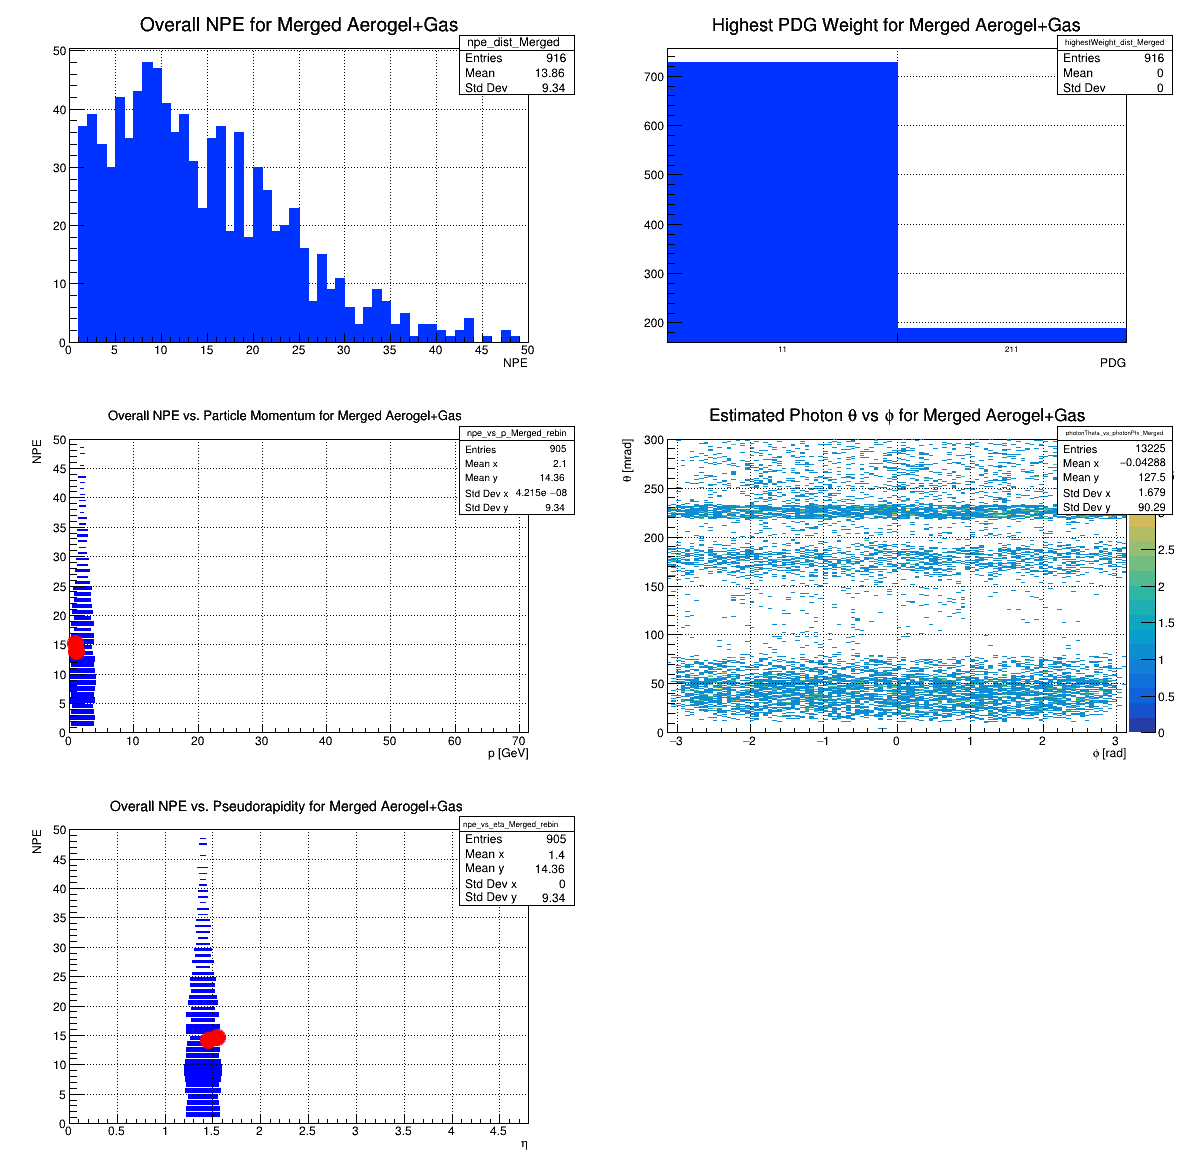 Overall NPE for Merged Aerogel+Gas
npe_dist_Merged
Entries 916
Mean 13.86
Std Dev 9.34
50
40
30
20
10
0
0 5 10 15 20 25 30 35 40 45 50
NPE
Highest PDG Weight for Merged Aerogel+Gas
highestWeight_dist_Merged
Entries 916
Mean 0
Std Dev 0
700
600
500
400
300
200
11 211
PDG
Overall NPE vs. Particle Momentum for Merged Aerogel+Gas
npe_vs_p_Merged_rebin
Entries 905
Mean x 2.1
Mean y 14.36
Std Dev x 4.215e −08
Std Dev y 9.34
NPE
50
45
40
35
30
25
20
15
10
5
0
0 10 20 30 40 50 60 70
p [GeV]
Estimated Photon θ vs ϕ for Merged Aerogel+Gas
photonTheta_vs_photonPhi_Merged
Entries 13225
Mean x −0.04288
Mean y 127.5
Std Dev x 1.679
Std Dev y 90.29
θ [mrad]
300
250
200
150
100
50
0
−3 −2 −1 0 1 2 3
ϕ [rad]
2.5
2
1.5
1
0.5
0
Overall NPE vs. Pseudorapidity for Merged Aerogel+Gas
npe_vs_eta_Merged_rebin
Entries 905
Mean x 1.4
Mean y 14.36
Std Dev x 0
Std Dev y 9.34
NPE
50
45
40
35
30
25
20
15
10
5
0
0 0.5 1 1.5 2 2.5 3 3.5 4 4.5
η